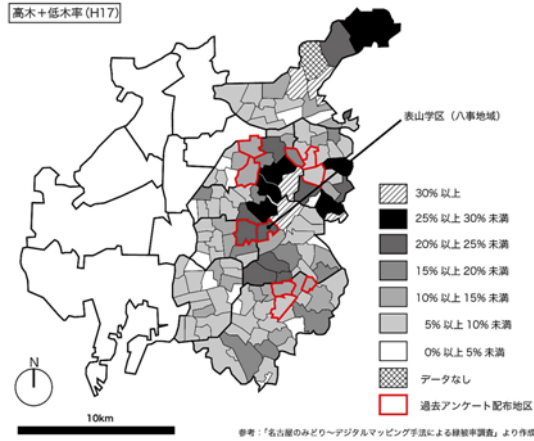 高木＋低木率（H17）
表山学区（八事地域）
30% 以上
25% 以上 30% 未満
20% 以上 25% 未満
15% 以上 20% 未満
10% 以上 15% 未満
5% 以上 10% 未満
0% 以上 5% 未満
データなし
過去アンケート配布地区
N
10km
参考：「名古屋のみどり～デジタルマッピング手法による緑被率調査」より作成